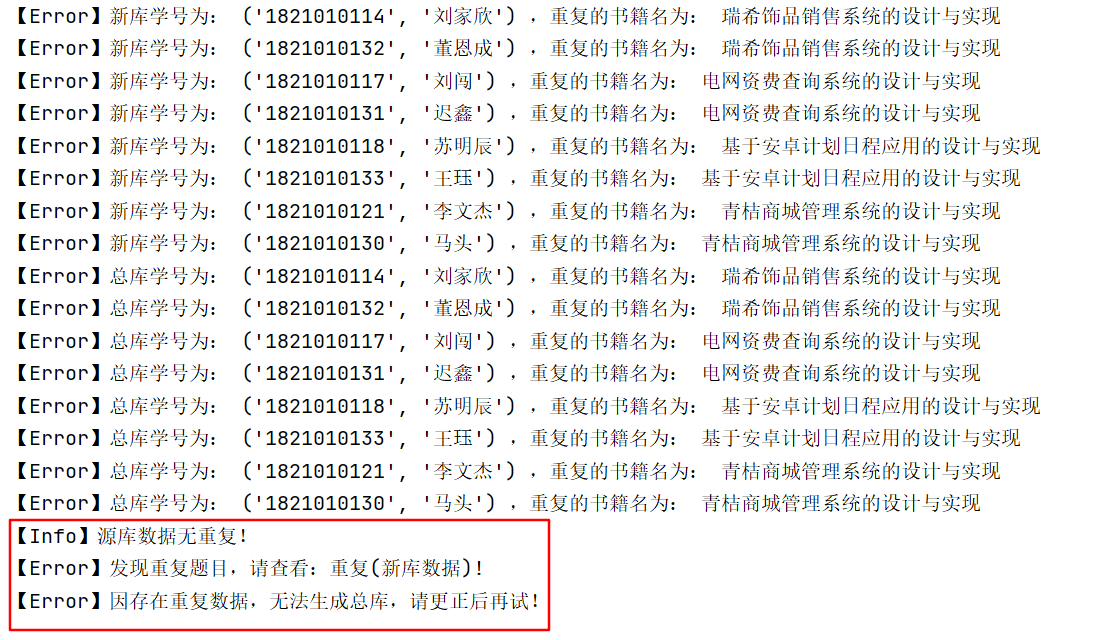 【Error】新库学号为： ('1821010114', '刘家欣') ，重复的书籍名为： 瑞希饰品销售系统的设计与实现
【Error】新库学号为： ('1821010132', '董恩成') ，重复的书籍名为： 瑞希饰品销售系统的设计与实现
【Error】新库学号为： ('1821010117', '刘闯') ，重复的书籍名为： 电网资费查询系统的设计与实现
【Error】新库学号为： ('1821010131', '迟鑫') ，重复的书籍名为： 电网资费查询系统的设计与实现
【Error】新库学号为： ('1821010118', '苏明辰') ，重复的书籍名为： 基于安卓计划日程应用的设计与实现
【Error】新库学号为： ('1821010133', '王珏') ，重复的书籍名为： 基于安卓计划日程应用的设计与实现
【Error】新库学号为： ('1821010121', '李文杰') ，重复的书籍名为： 青桔商城管理系统的设计与实现
【Error】新库学号为： ('1821010130', '马头') ，重复的书籍名为： 青桔商城管理系统的设计与实现
【Error】总库学号为： ('1821010114', '刘家欣') ，重复的书籍名为： 瑞希饰品销售系统的设计与实现
【Error】总库学号为： ('1821010132', '董恩成') ，重复的书籍名为： 瑞希饰品销售系统的设计与实现
【Error】总库学号为： ('1821010117', '刘闯') ，重复的书籍名为： 电网资费查询系统的设计与实现
【Error】总库学号为： ('1821010131', '迟鑫') ，重复的书籍名为： 电网资费查询系统的设计与实现
【Error】总库学号为： ('1821010118', '苏明辰') ，重复的书籍名为： 基于安卓计划日程应用的设计与实现
【Error】总库学号为： ('1821010133', '王珏') ，重复的书籍名为： 基于安卓计划日程应用的设计与实现
【Error】总库学号为： ('1821010121', '李文杰') ，重复的书籍名为： 青桔商城管理系统的设计与实现
【Error】总库学号为： ('1821010130', '马头') ，重复的书籍名为： 青桔商城管理系统的设计与实现
【Info】源库数据无重复！
【Error】发现重复题目，请查看：重复(新库数据)！
【Error】因存在重复数据，无法生成总库，请更正后再试！